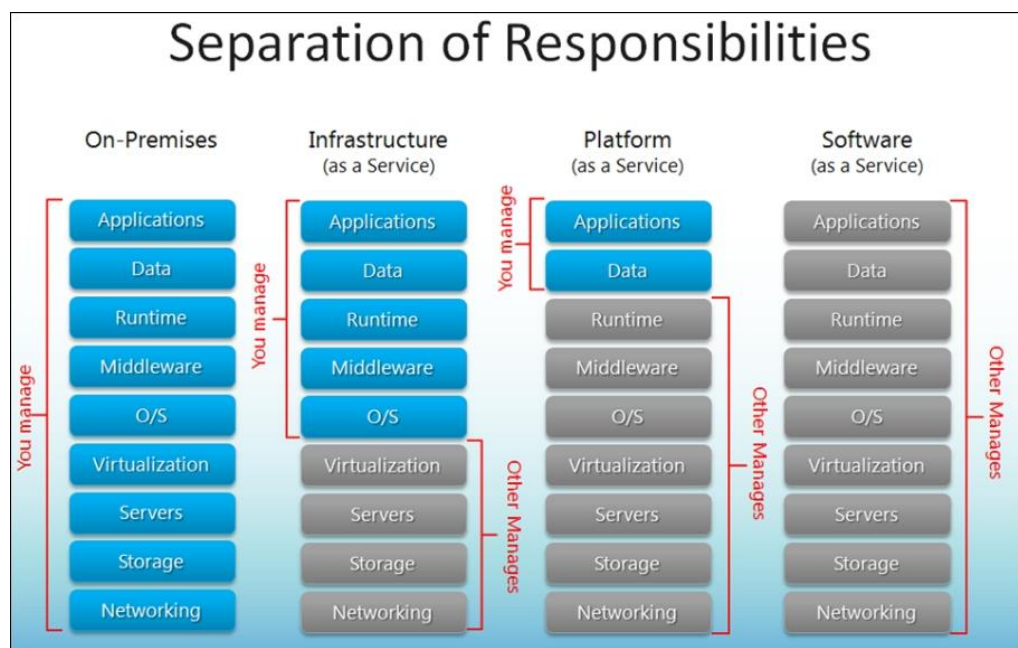 Separation of Responsibilities
On-Premises
You manage
Applications
Data
Runtime
Middleware
O/S
Virtualization
Servers
Storage
Networking
Infrastructure
(as a Service)
You manage
Applications
Data
Runtime
Middleware
O/S
Virtualization
Servers
Storage
Networking
Other Manages
Platform
(as a Service)
You manage
Applications
Data
Runtime
Middleware
O/S
Virtualization
Servers
Storage
Networking
Other Manages
Software
(as a Service)
Applications
Data
Runtime
Middleware
O/S
Virtualization
Servers
Storage
Networking
Other Manages